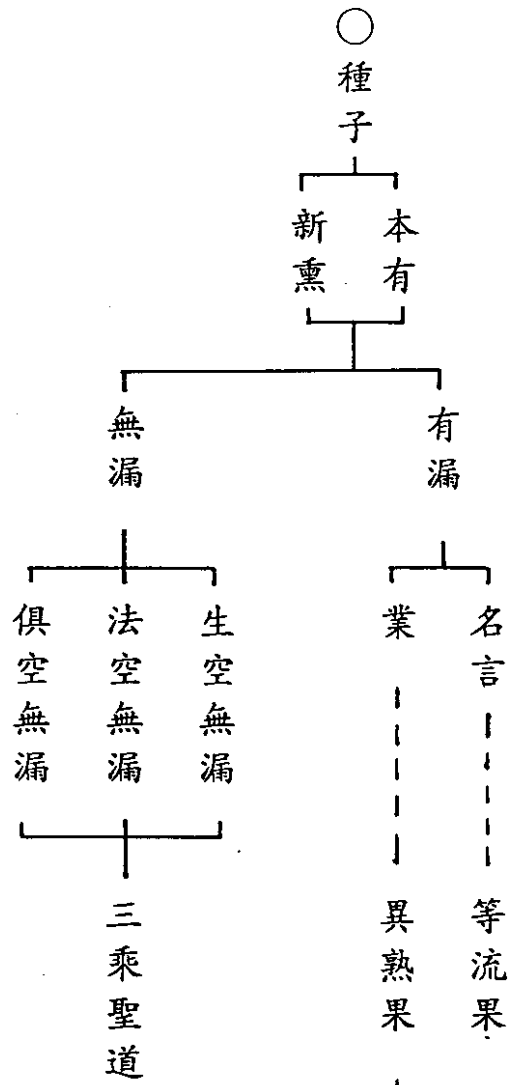 ○種子
本有
新熏
有漏
無漏
名言
業
生空無漏
法空無漏
俱空無漏
等流果
異熟果
三乘聖道